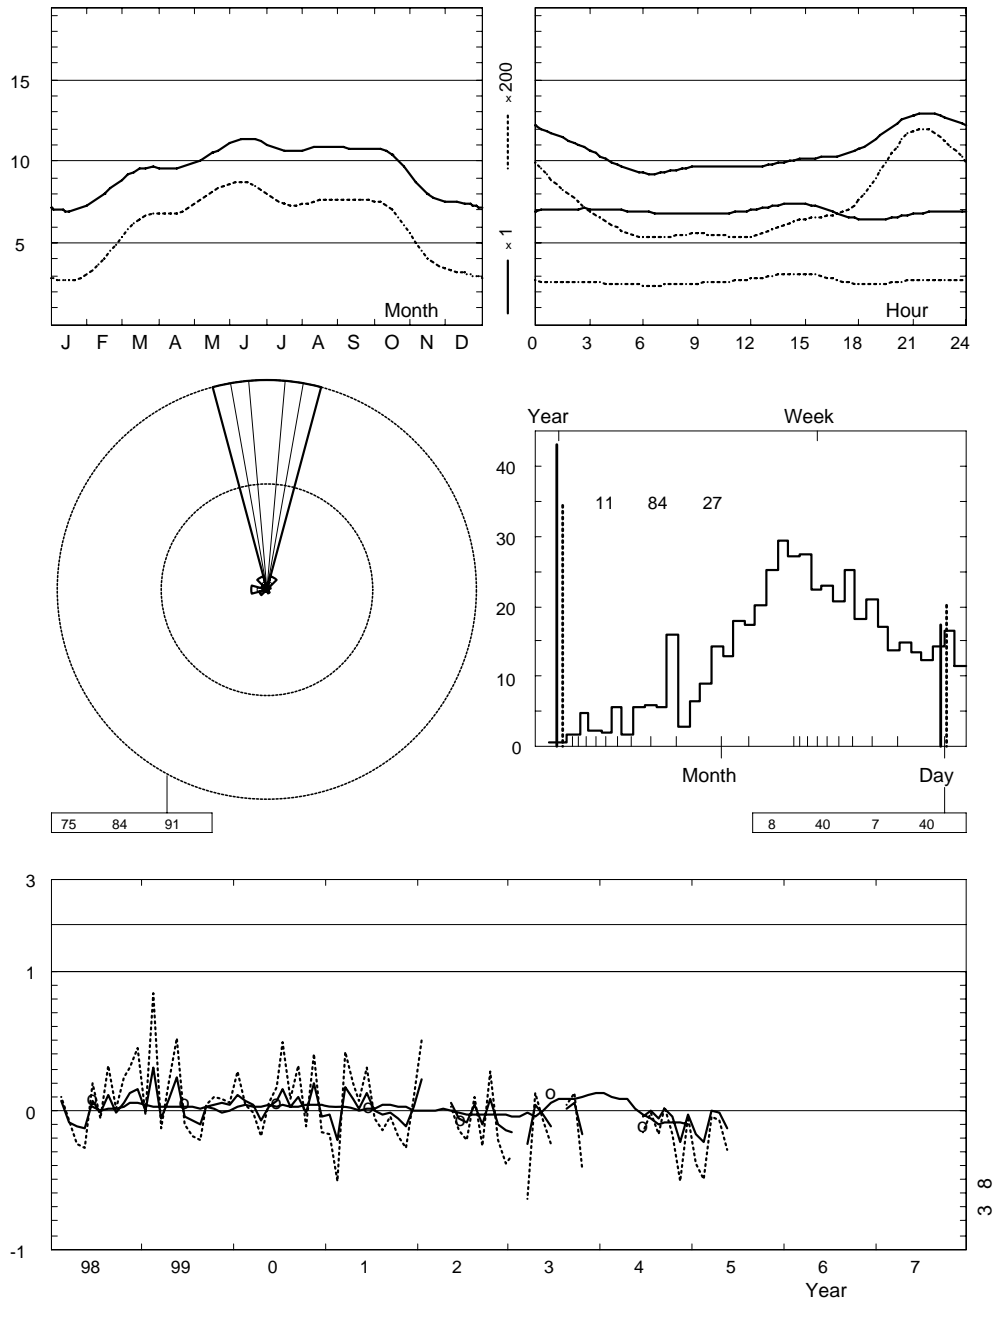 15
10
5
Month
J F M A M J J A S O N D
x 200
x 1
Hour
0 3 6 9 12 15 18 21 24
Year Week
40
30
20
10
0
11 84 27
Month Day
75 84 91
8 40 7 40
3
1
0
-1
98 99 0 1 2 3 4 5 6 7
Year
3 8